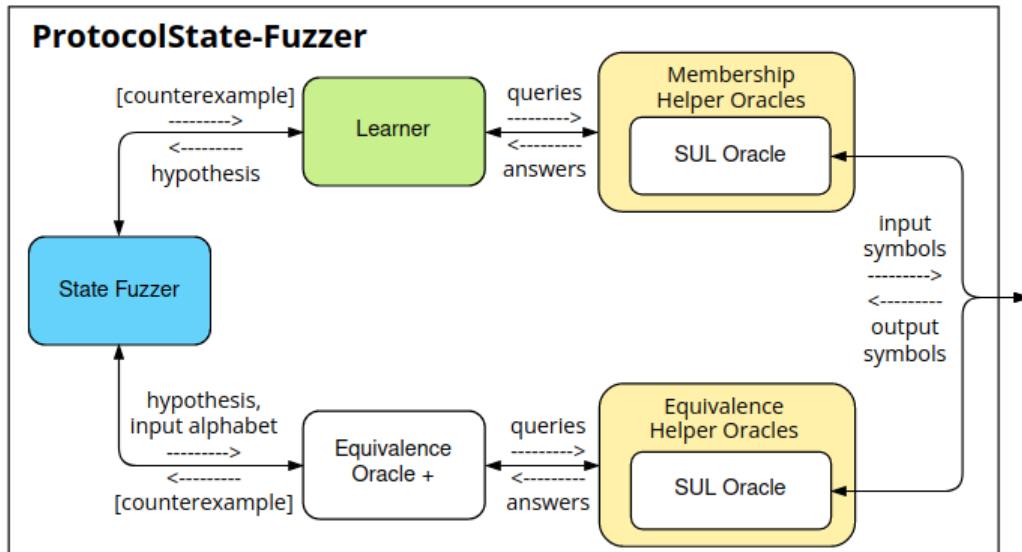 ProtocolState-Fuzzer
[counterexample]
--------->
<---------
hypothesis
Learner
queries
--------->
<---------
answers
Membership
Helper Oracles
SUL Oracle
State Fuzzer
input
symbols
--------->
<---------
output
symbols
hypothesis,
input alphabet
--------->
<---------
[counterexample]
Equivalence
Oracle +
queries
--------->
<---------
answers
Equivalence
Helper Oracles
SUL Oracle